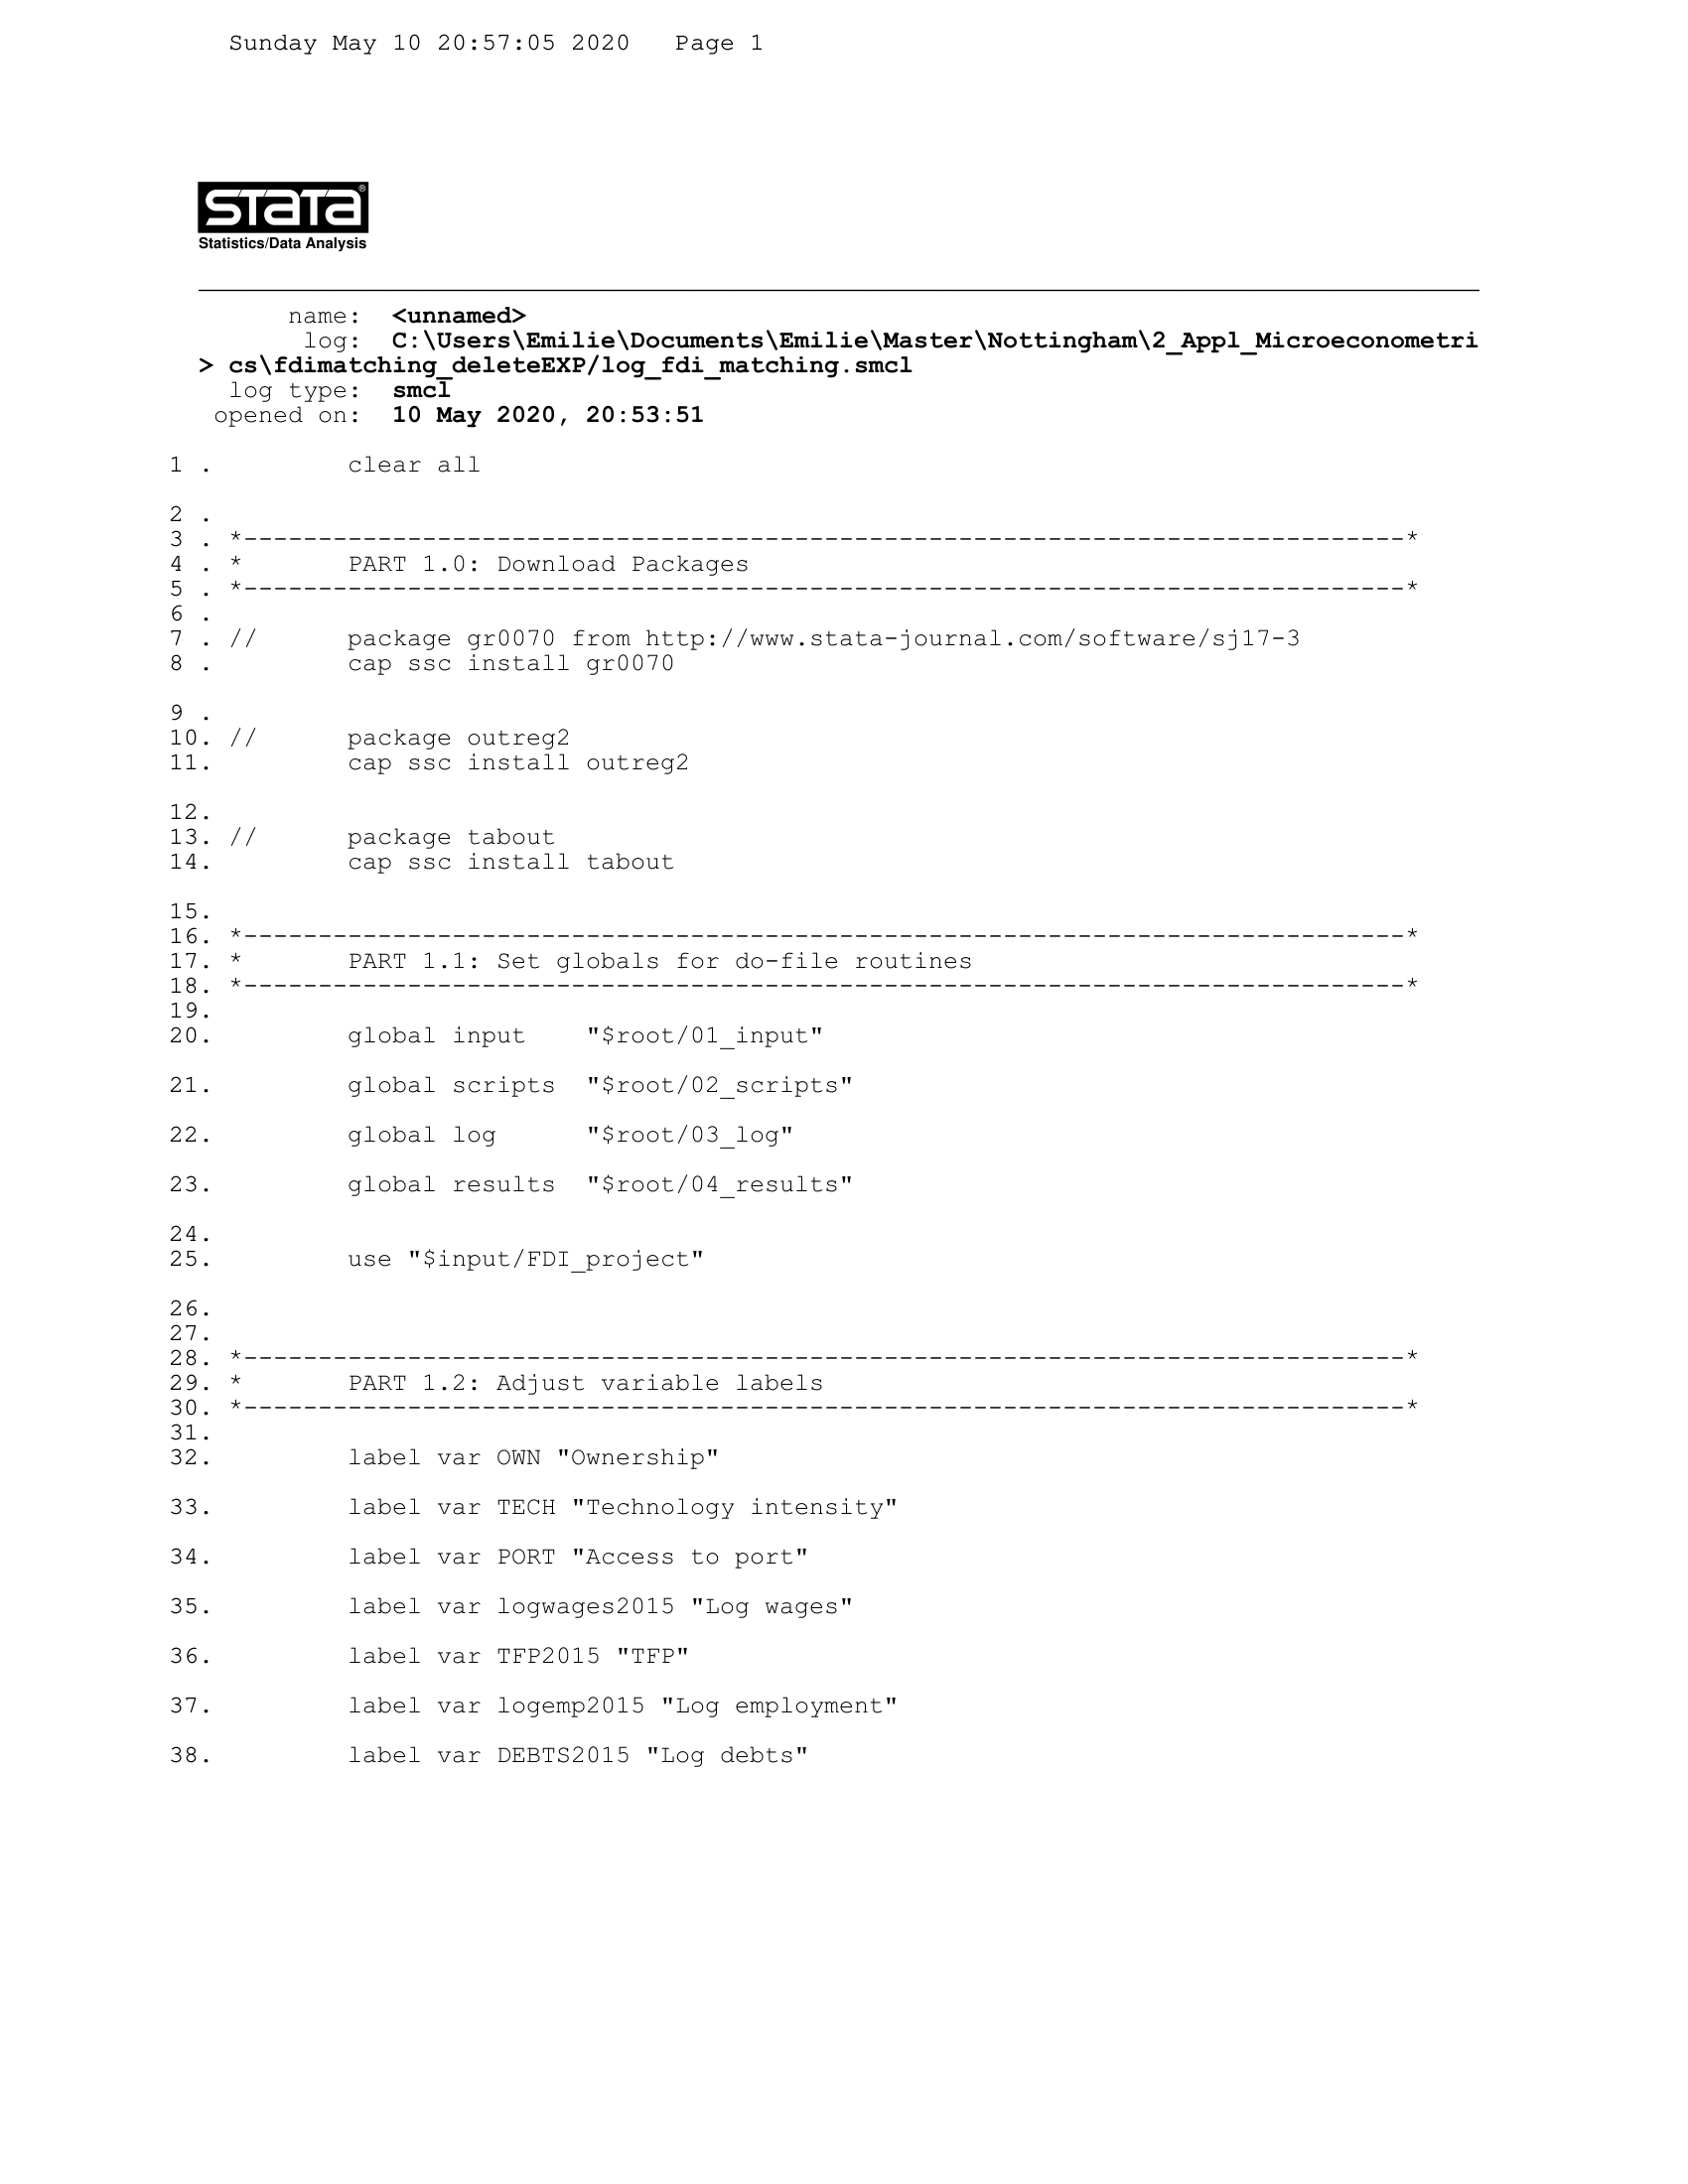 Sunday May 10 20:57:05 2020   Page 1
STATA®
Statistics/Data Analysis
name:  <unnamed>
log:  C:\Users\Emilie\Documents\Emilie\Master\Nottingham\2_Appl_Microeconometri
> cs\fdimatching_deleteEXP/log_fdi_matching.smcl
log type:  smcl
opened on:  10 May 2020, 20:53:51
1 .         clear all
2 .
3 . *------------------------------------------------------------------------------*
4 . *       PART 1.0: Download Packages
5 . *------------------------------------------------------------------------------*
6 .
7 . //      package gr0070 from http://www.stata-journal.com/software/sj17-3
8 .         cap ssc install gr0070
9 .
10. //      package outreg2
11.         cap ssc install outreg2
12.
13. //      package tabout
14.         cap ssc install tabout
15.
16. *------------------------------------------------------------------------------*
17. *       PART 1.1: Set globals for do-file routines
18. *------------------------------------------------------------------------------*
19.
20.         global input    "$root/01_input"
21.         global scripts  "$root/02_scripts"
22.         global log      "$root/03_log"
23.         global results  "$root/04_results"
24.
25.         use "$input/FDI_project"
26.
27.
28. *------------------------------------------------------------------------------*
29. *       PART 1.2: Adjust variable labels
30. *------------------------------------------------------------------------------*
31.
32.         label var OWN "Ownership"
33.         label var TECH "Technology intensity"
34.         label var PORT "Access to port"
35.         label var logwages2015 "Log wages"
36.         label var TFP2015 "TFP"
37.         label var logemp2015 "Log employment"
38.         label var DEBTS2015 "Log debts"